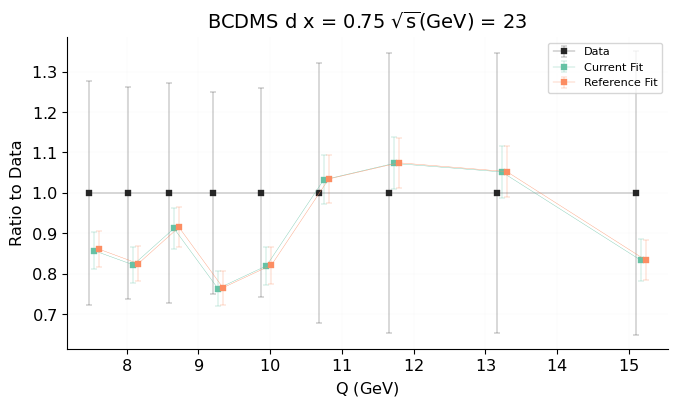 BCDMS d x = 0.75 √s(GeV) = 23
Data
Current Fit
Reference Fit
Ratio to Data
1.3
1.2
1.1
1.0
0.9
0.8
0.7
8 9 10 11 12 13 14 15
Q (GeV)